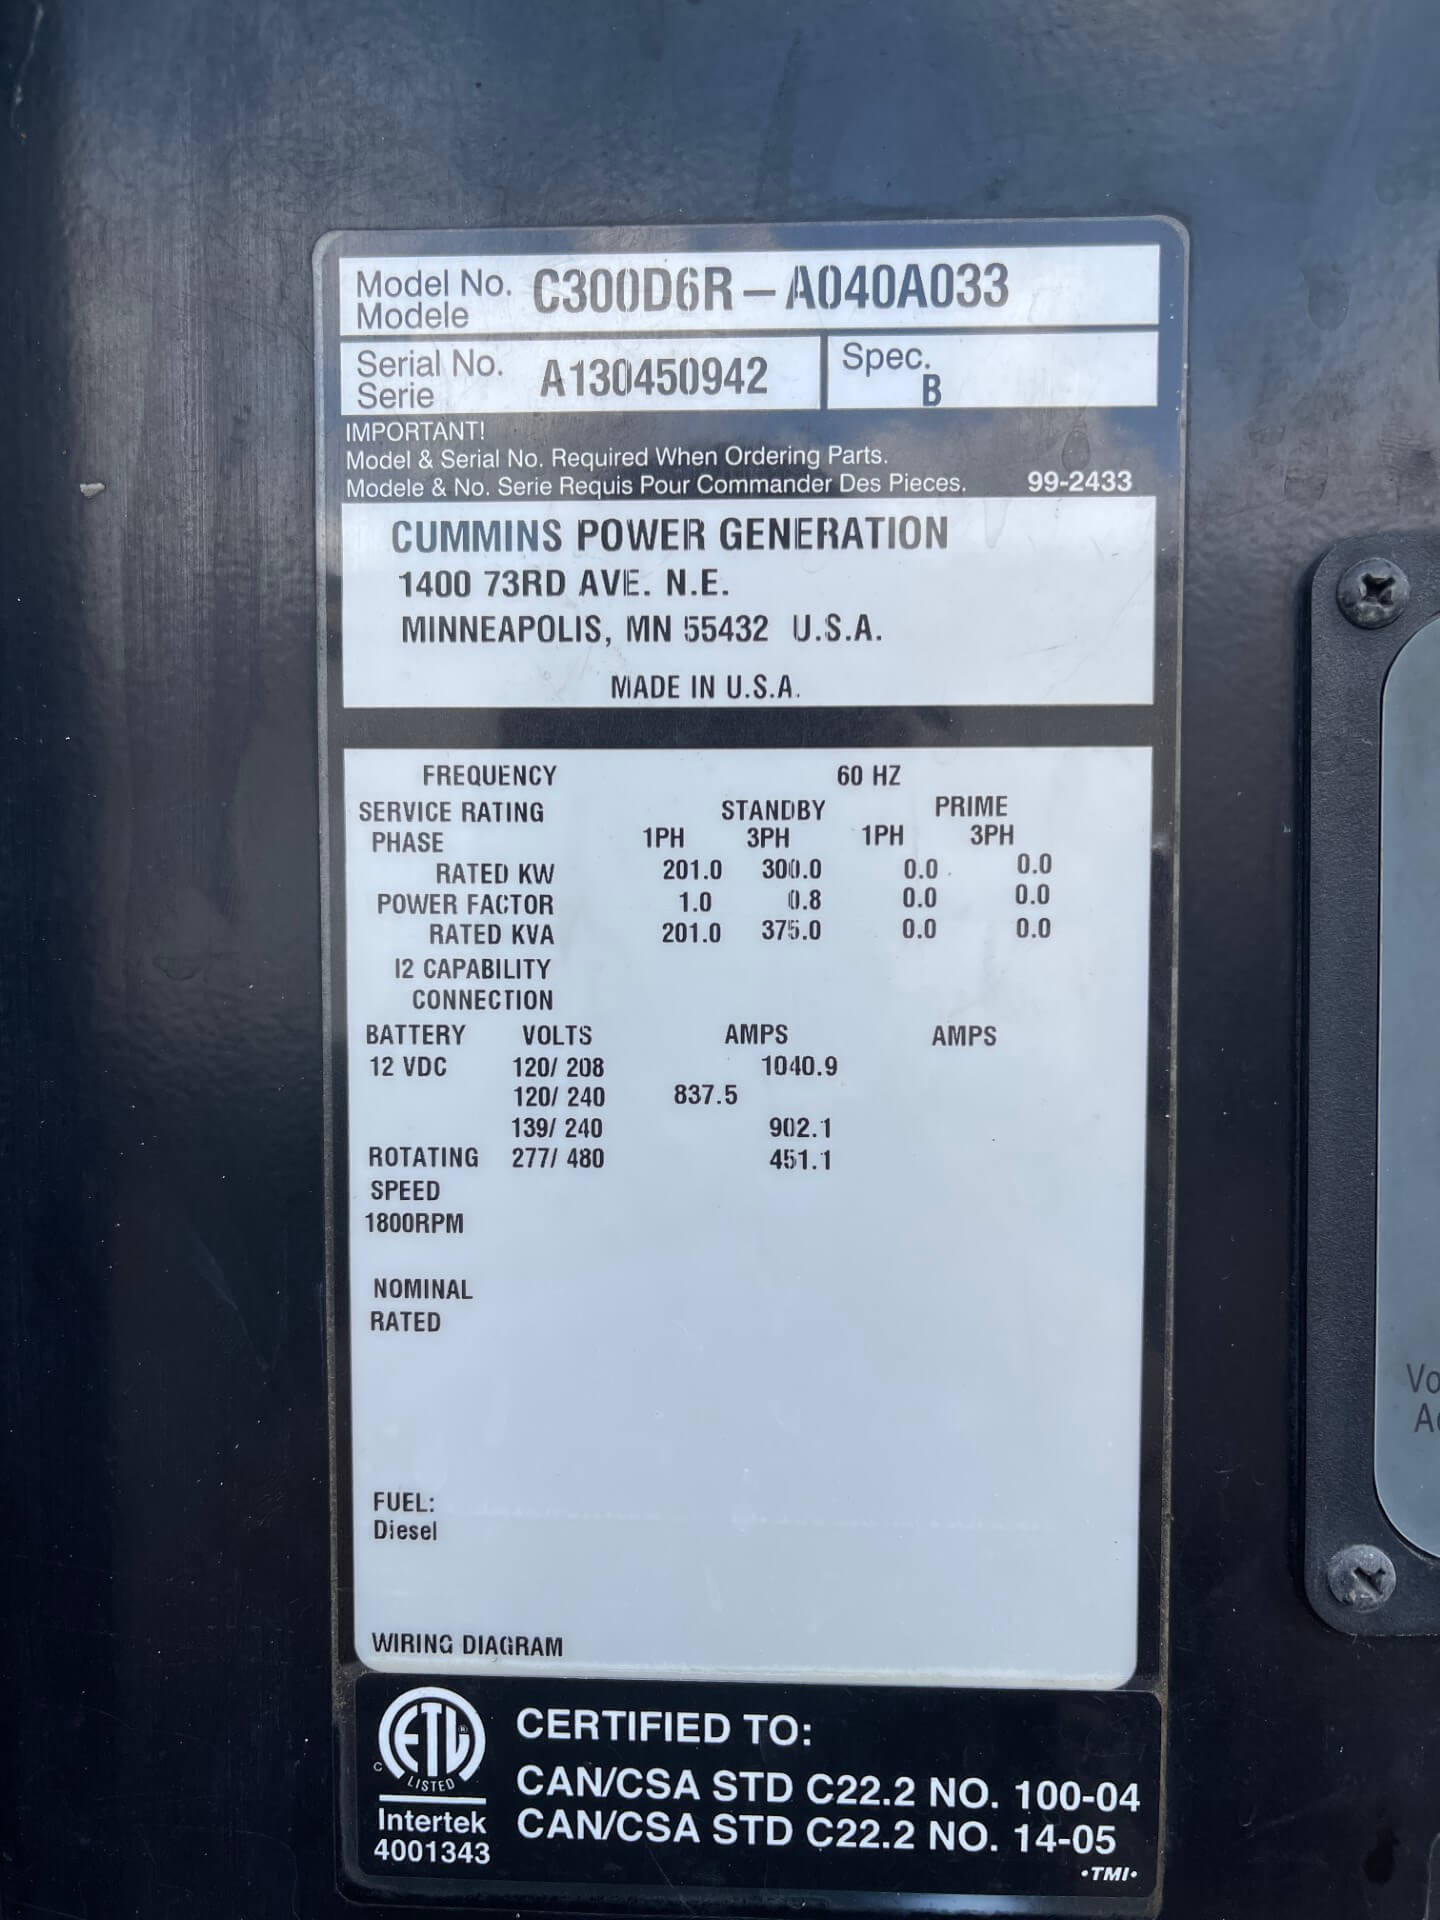 Model No. C300D6R – A040A033
Modele
Serial No. A130450942 Spec.
Serie B
IMPORTANT!
Model & Serial No. Required When Ordering Parts.
Modele & No. Serie Requis Pour Commander Des Pieces. 99-2433
CUMMINS POWER GENERATION
1400 73RD AVE. N.E.
MINNEAPOLIS, MN 55432 U.S.A.
MADE IN U.S.A.
FREQUENCY 60 HZ
SERVICE RATING STANDBY PRIME
PHASE 1PH 3PH 1PH 3PH
RATED KW 201.0 300.0 0.0 0.0
POWER FACTOR 1.0 0.8 0.0 0.0
RATED KVA 201.0 375.0 0.0 0.0
I2 CAPABILITY
CONNECTION
BATTERY VOLTS AMPS AMPS
12 VDC 120/ 208 1040.9
120/ 240 837.5
139/ 240 902.1
ROTATING 277/ 480 451.1
SPEED
1800RPM
NOMINAL
RATED
Vo
FUEL:
Diesel
WIRING DIAGRAM
ETL ® CERTIFIED TO:
C LISTED CAN/CSA STD C22.2 NO. 100-04
Intertek CAN/CSA STD C22.2 NO. 14-05
4001343 •TMI•